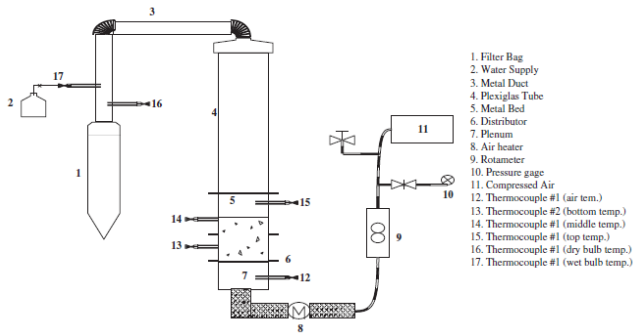 3
17
16
2
4
11
1
10
5
15
14
9
13
6
7
12
8
1. Filter Bag
2. Water Supply
3. Metal Duct
4. Plexiglas Tube
5. Metal Bed
6. Distributor
7. Plenum
8. Air heater
9. Rotameter
10. Pressure gage
11. Compressed Air
12. Thermocouple #1 (air tem.)
13. Thermocouple #2 (bottom temp.)
14. Thermocouple #1 (middle temp.)
15. Thermocouple #1 (top temp.)
16. Thermocouple #1 (dry bulb temp.)
17. Thermocouple #1 (wet bulb temp.)